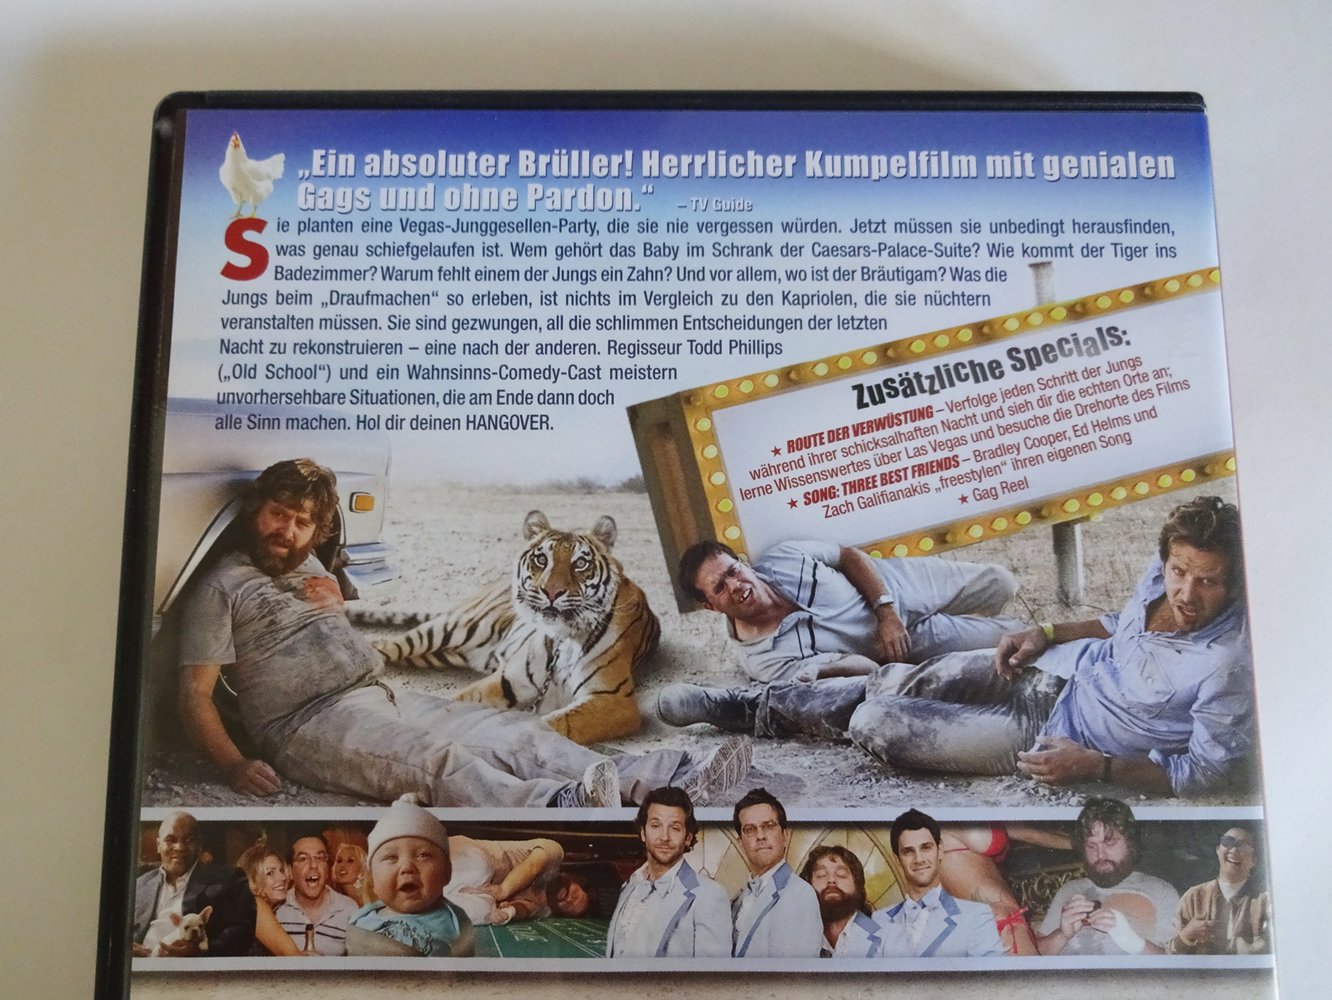 „Ein absoluter Brüller! Herrlicher Kumpelfilm mit genialen
Gags und ohne Pardon.“ – TV Guide
Sie planten eine Vegas-Junggesellen-Party, die sie nie vergessen würden. Jetzt müssen sie unbedingt herausfinden,
was genau schiefgelaufen ist. Wem gehört das Baby im Schrank der Caesars-Palace-Suite? Wie kommt der Tiger ins
Badezimmer? Warum fehlt einem der Jungs ein Zahn? Und vor allem, wo ist der Bräutigam? Was die
Jungs beim „Draufmachen“ so erleben, ist nichts im Vergleich zu den Kapriolen, die sie nüchtern
veranstalten müssen. Sie sind gezwungen, all die schlimmen Entscheidungen der letzten
Nacht zu rekonstruieren – eine nach der anderen. Regisseur Todd Phillips
(„Old School“) und ein Wahnsinns-Comedy-Cast meistern
unvorhersehbare Situationen, die am Ende dann doch
alle Sinn machen. Hol dir deinen HANGOVER.
Zusätzliche Specials:
★ ROUTE DER VERWÜSTUNG – Verfolge jeden Schritt der Jungs
während ihrer schicksalhaften Nacht und sieh dir die echten Orte an;
lerne Wissenswertes über Las Vegas und besuche die Drehorte des Films
★ SONG: THREE BEST FRIENDS – Bradley Cooper, Ed Helms und
Zach Galifianakis „freestylen“ ihren eigenen Song
★ Gag Reel